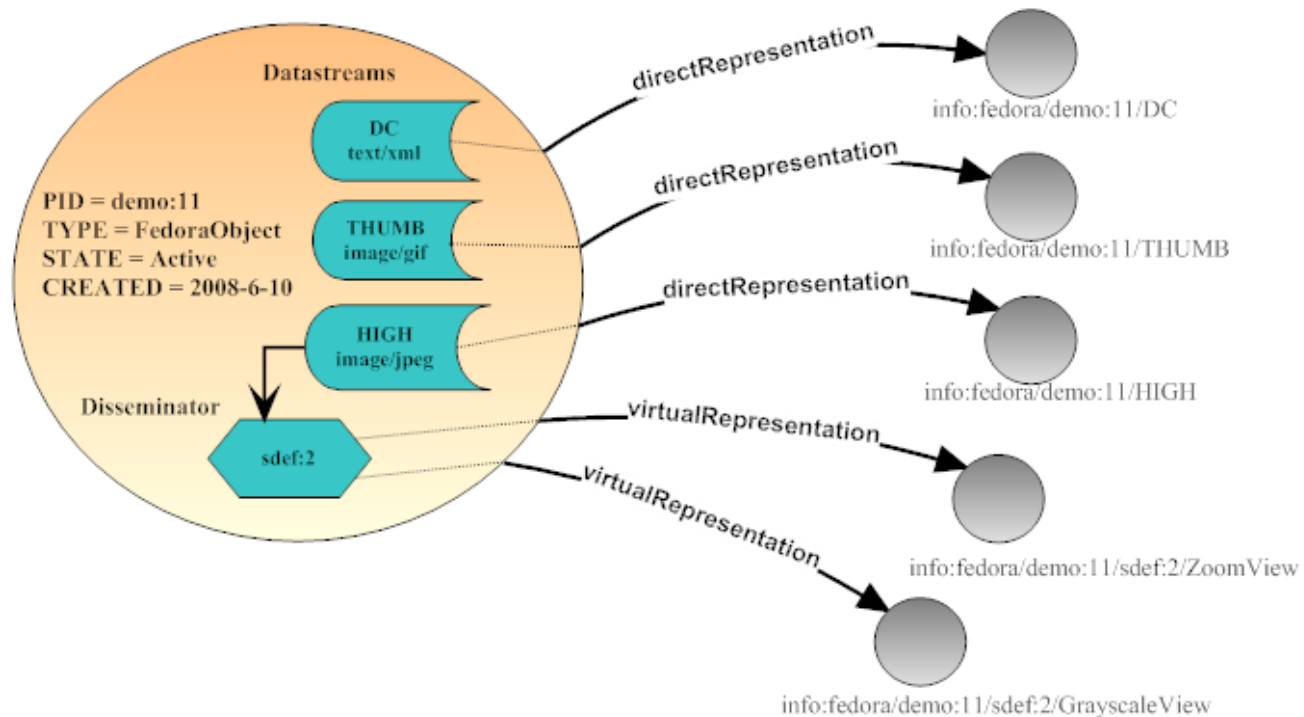 Datastreams
DC
text/xml
THUMB
image/gif
HIGH
image/jpeg
PID = demo:11
TYPE = FedoraObject
STATE = Active
CREATED = 2008-6-10
Disseminator
sdef:2
directRepresentation
info:fedora/demo:11/DC
directRepresentation
info:fedora/demo:11/THUMB
directRepresentation
info:fedora/demo:11/HIGH
virtualRepresentation
info:fedora/demo:11/sdef:2/ZoomView
virtualRepresentation
info:fedora/demo:11/sdef:2/GrayscaleView